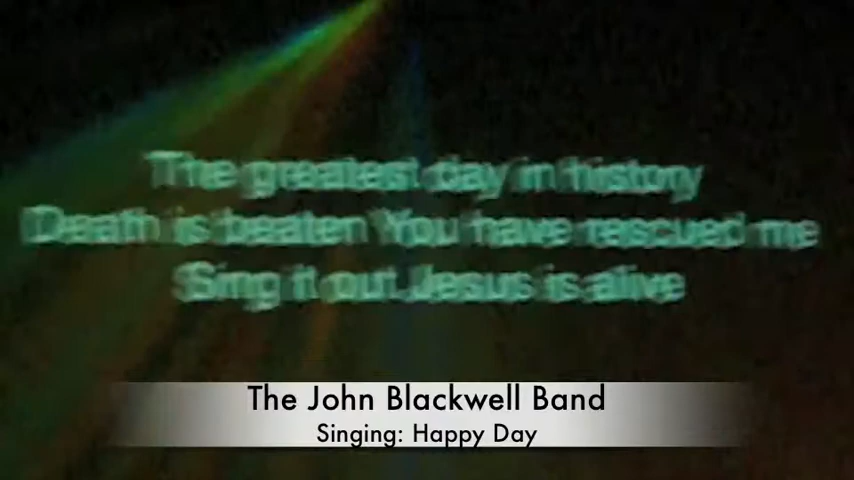 The greatest day in history
Death is beaten You have rescued me
Sing it out Jesus is alive
The John Blackwell Band
Singing: Happy Day